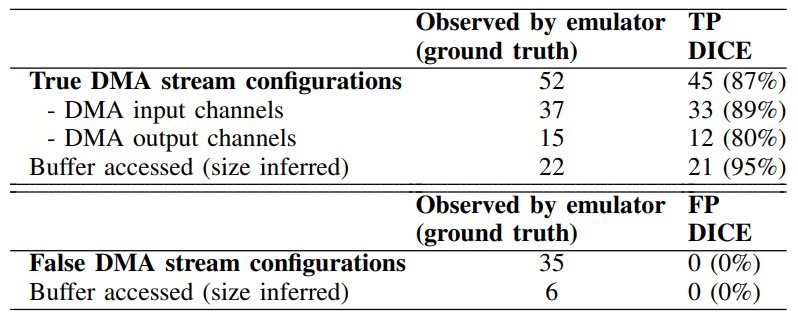 Observed by emulator TP
(ground truth) DICE
True DMA stream configurations 52 45 (87%)
- DMA input channels 37 33 (89%)
- DMA output channels 15 12 (80%)
Buffer accessed (size inferred) 22 21 (95%)
Observed by emulator FP
(ground truth) DICE
False DMA stream configurations 35 0 (0%)
Buffer accessed (size inferred) 6 0 (0%)